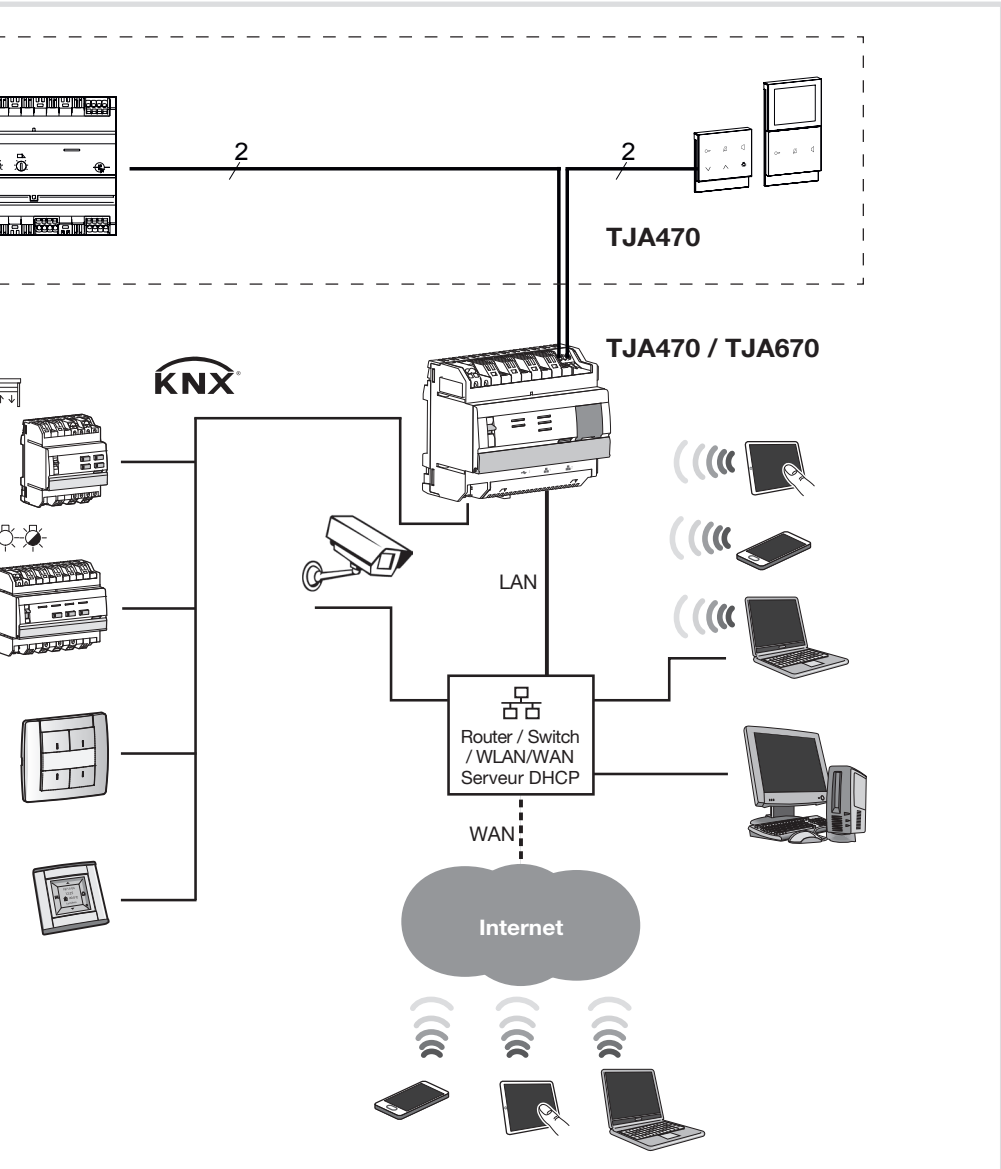 2
2
TJA470
TJA470 / TJA670
KNX®
LAN
Router / Switch
/ WLAN/WAN
Serveur DHCP
WAN
Internet